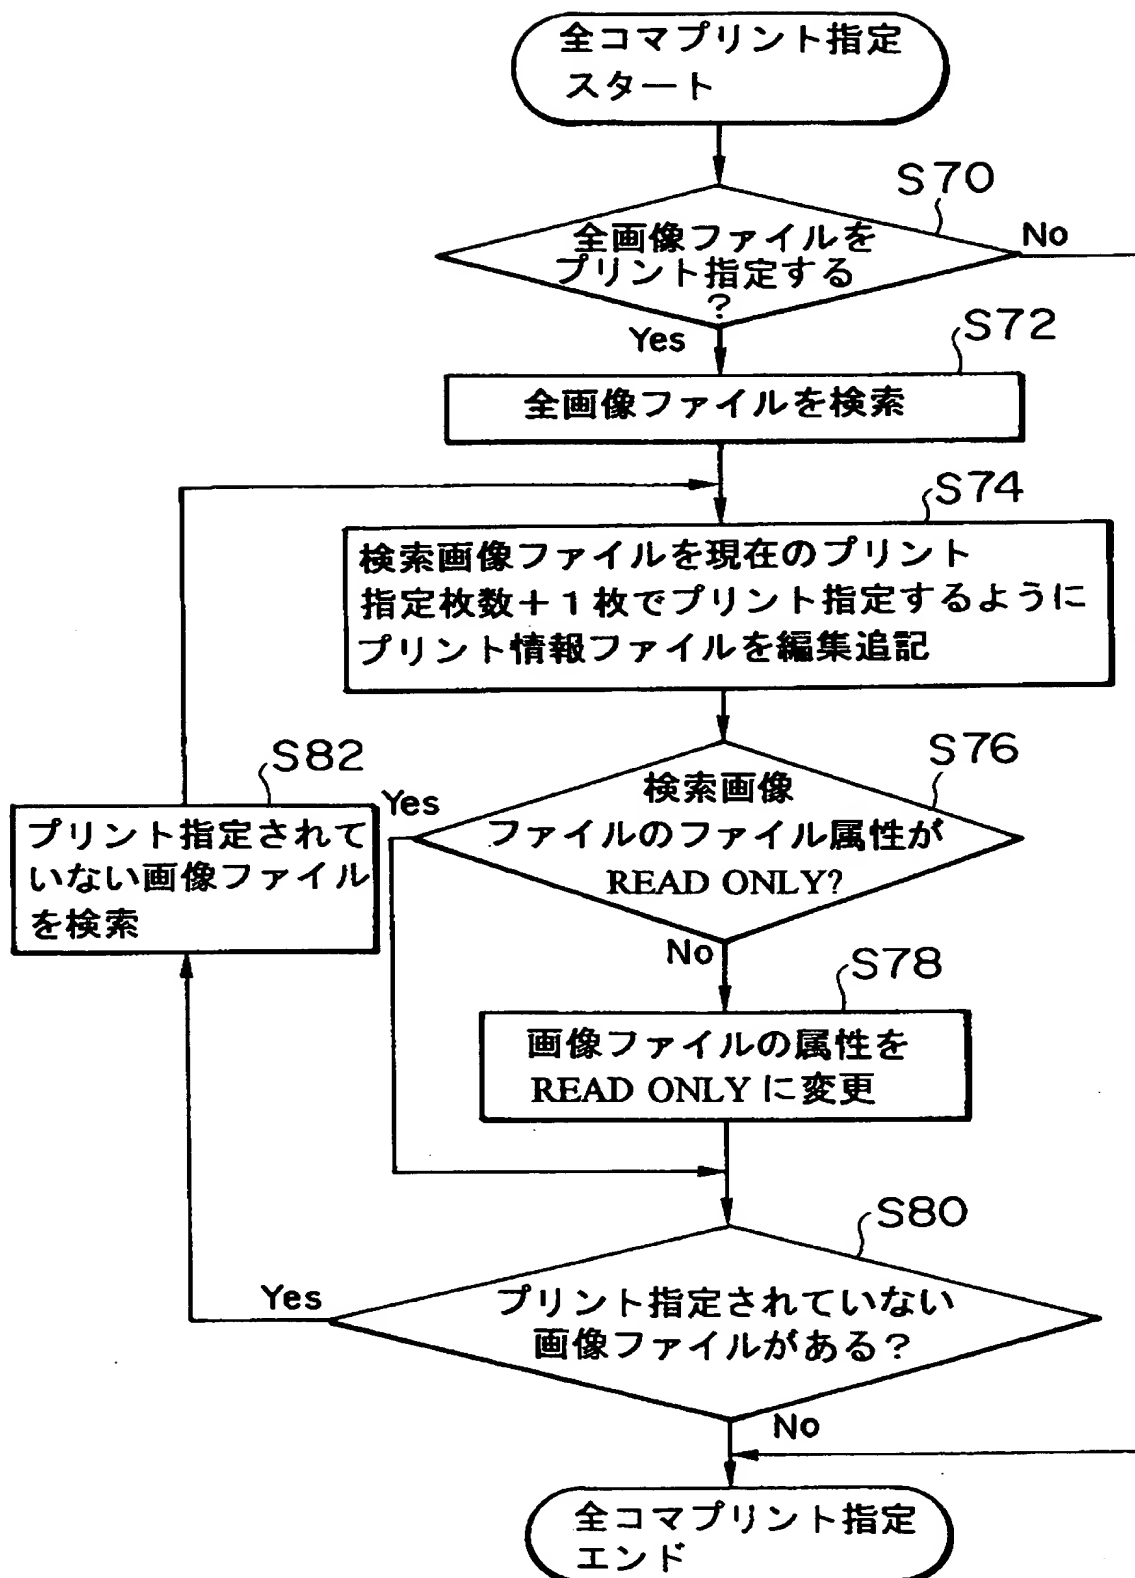 全コマプリント指定
スタート
S70
全画像ファイルを
プリント指定する
?
No
Yes
S72
全画像ファイルを検索
S74
検索画像ファイルを現在のプリント
指定枚数+1枚でプリント指定するように
プリント情報ファイルを編集追記
S82
プリント指定されて
いない画像ファイル
を検索
S76
Yes
検索画像
ファイルのファイル属性が
READ ONLY?
No
S78
画像ファイルの属性を
READ ONLYに変更
S80
Yes
プリント指定されていない
画像ファイルがある?
No
全コマプリント指定
エンド